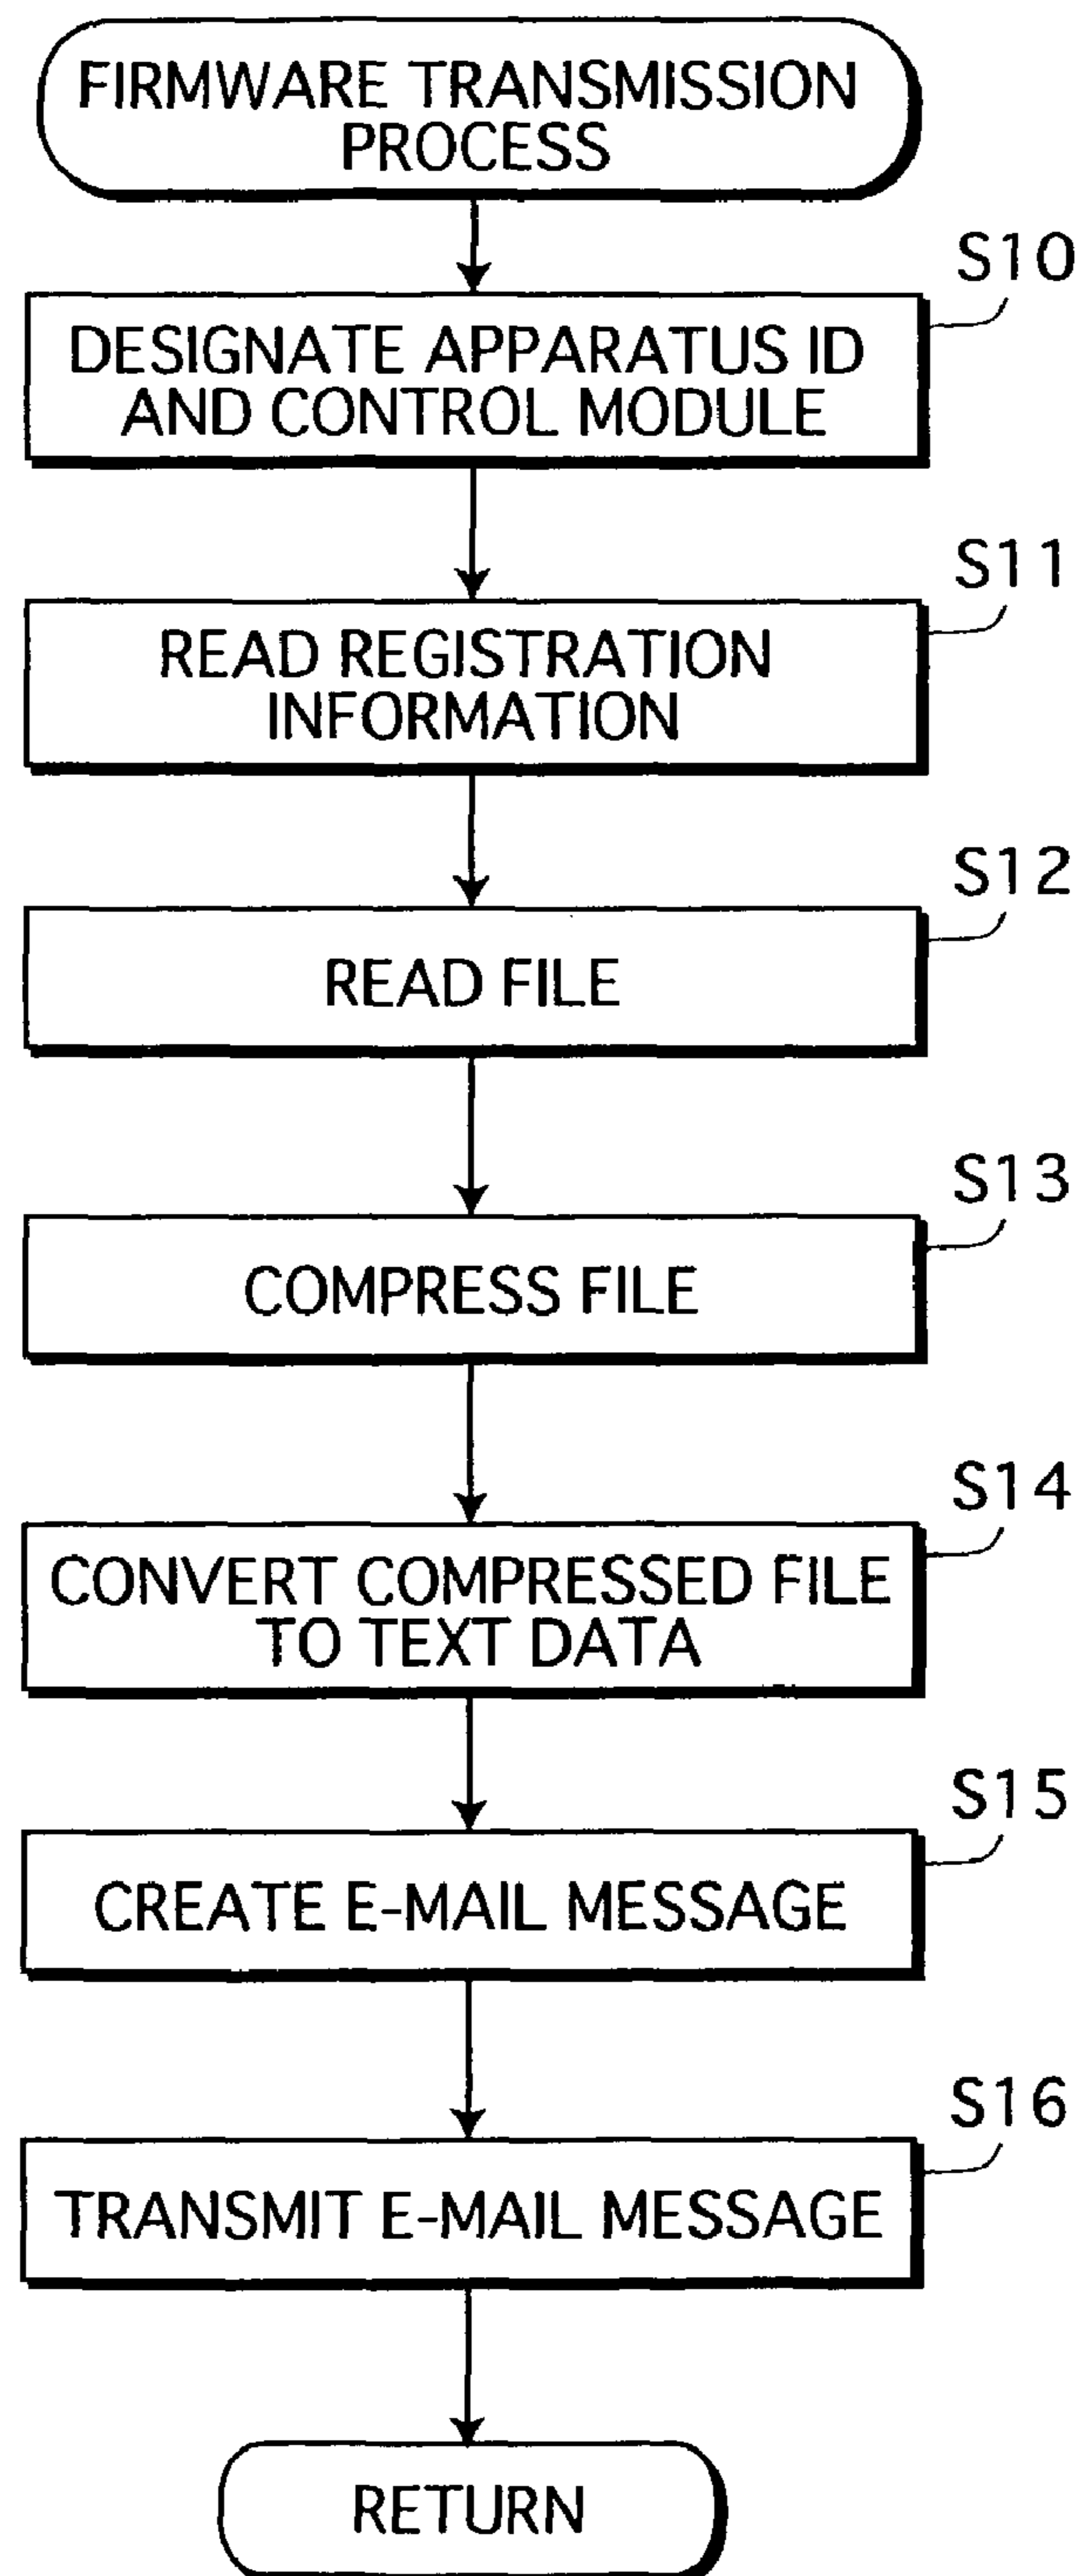 FIRMWARE TRANSMISSION
PROCESS
S10
DESIGNATE APPARATUS ID
AND CONTROL MODULE
S11
READ REGISTRATION
INFORMATION
S12
READ FILE
S13
COMPRESS FILE
S14
CONVERT COMPRESSED FILE
TO TEXT DATA
S15
CREATE E-MAIL MESSAGE
S16
TRANSMIT E-MAIL MESSAGE
RETURN